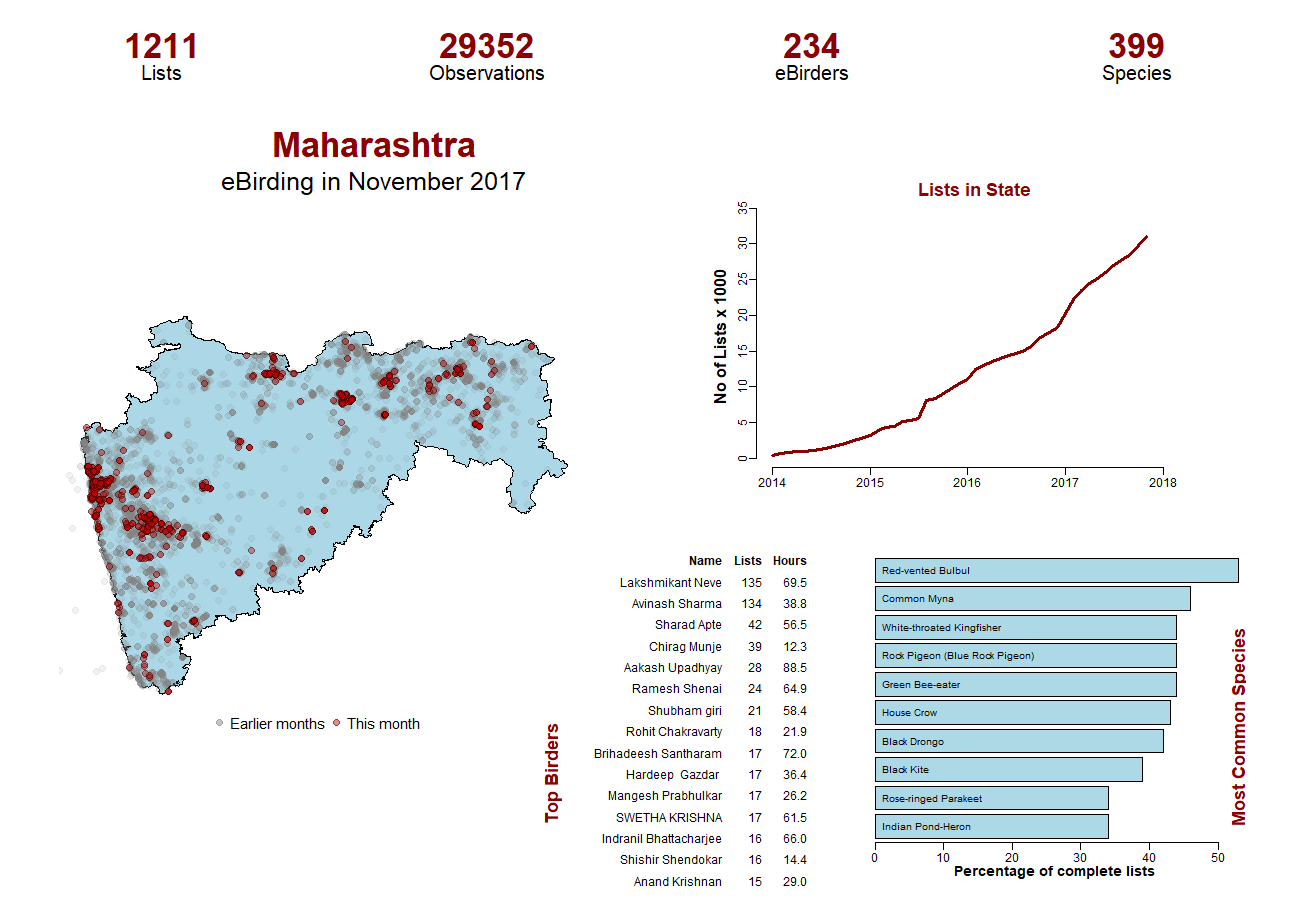 1211
Lists
29352
Observations
234
eBirders
399
Species
Maharashtra
eBirding in November 2017
Earlier months
This month
Lists in State
No of Lists x 1000
0
5
10
15
20
25
30
35
2014
2015
2016
2017
2018
Top Birders
Name Lists Hours
Lakshmikant Neve 135 69.5
Avinash Sharma 134 38.8
Sharad Apte 42 56.5
Chirag Munje 39 12.3
Aakash Upadhyay 28 88.5
Ramesh Shenai 24 64.9
Shubham giri 21 58.4
Rohit Chakravarty 18 21.9
Brihadeesh Santharam 17 72.0
Hardeep Gazdar 17 36.4
Mangesh Prabhulkar 17 26.2
SWETHA KRISHNA 17 61.5
Indranil Bhattacharjee 16 66.0
Shishir Shendokar 16 14.4
Anand Krishnan 15 29.0
Red-vented Bulbul
Common Myna
White-throated Kingfisher
Rock Pigeon (Blue Rock Pigeon)
Green Bee-eater
House Crow
Black Drongo
Black Kite
Rose-ringed Parakeet
Indian Pond-Heron
0
10
20
30
40
50
Percentage of complete lists
Most Common Species